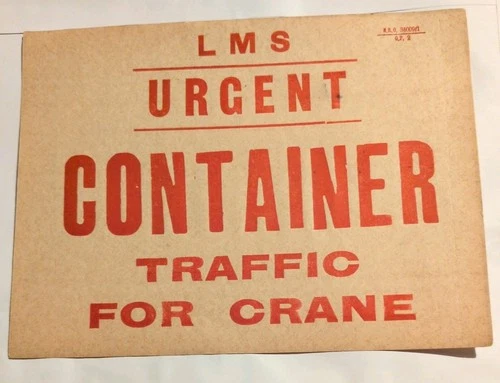 LMS
URGENT
CONTAINER
TRAFFIC
FOR CRANE